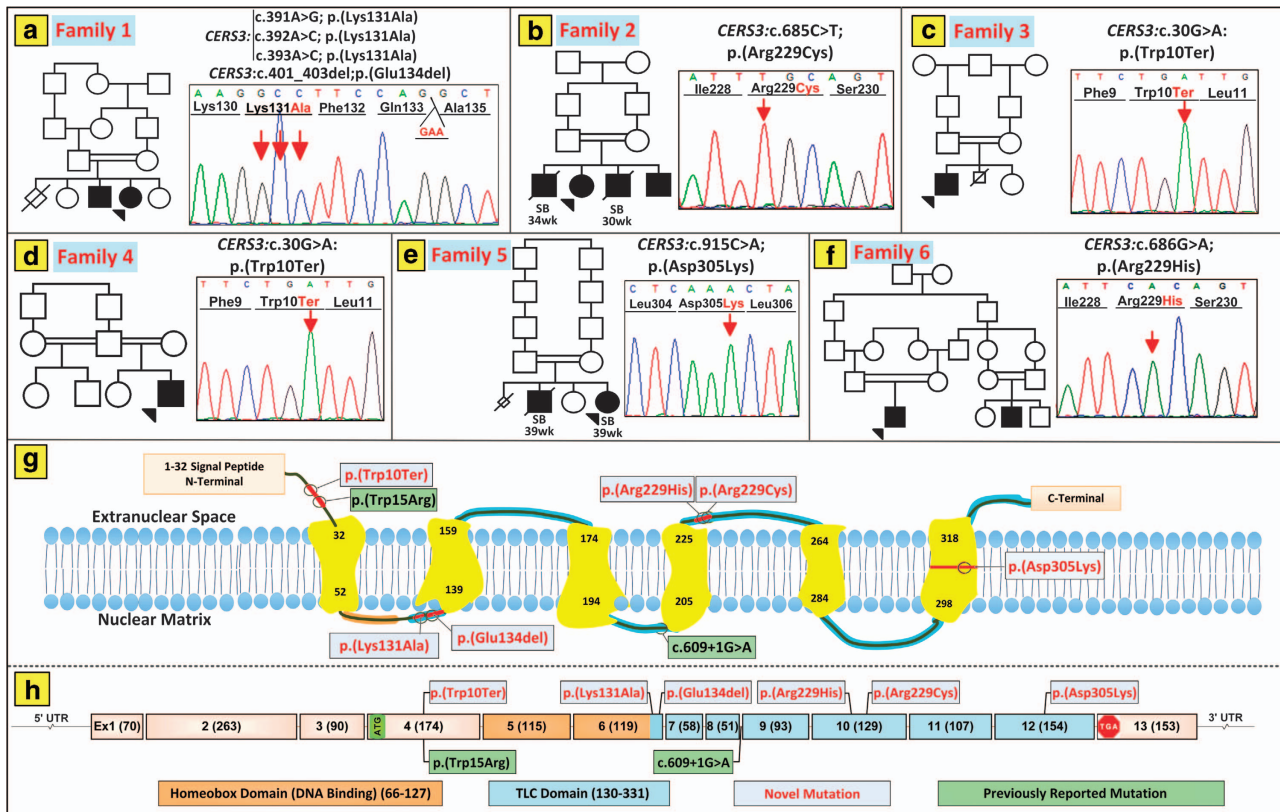 a Family 1
c.391A>G; p.(Lys131Ala)
CERS3: c.392A>C; p.(Lys131Ala)
c.393A>C; p.(Lys131Ala)
CERS3:c.401_403del;p.(Glu134del)
A A G G C C T T C C A G G C T
Lys130 Lys131Ala Phe132 Gln133 Ala135
GAA
b Family 2
CERS3:c.685C>T;
p.(Arg229Cys)
A T T T G C A G T
Ile228 Arg229Cys Ser230
SB SB
34wk 30wk
c Family 3
CERS3:c.30G>A:
p.(Trp10Ter)
T T C T G A T T G
Phe9 Trp10Ter Leu11
d Family 4
CERS3:c.30G>A:
p.(Trp10Ter)
T T C T G A T T G
Phe9 Trp10Ter Leu11
e Family 5
CERS3:c.915C>A;
p.(Asp305Lys)
C T C A A A C T A
Leu304 Asp305Lys Leu306
SB SB
39wk 39wk
f Family 6
CERS3:c.686G>A;
p.(Arg229His)
A T T C A C A G T
Ile228 Arg229His Ser230
g
1-32 Signal Peptide
N-Terminal
p.(Trp10Ter)
p.(Trp15Arg)
p.(Arg229His) p.(Arg229Cys)
C-Terminal
Extranuclear Space
32 159 174 225 264 318
p.(Asp305Lys)
52 139 194 205 284 298
Nuclear Matrix
p.(Lys131Ala) p.(Glu134del) c.609+1G>A
h
p.(Trp10Ter) p.(Lys131Ala) p.(Glu134del) p.(Arg229His) p.(Arg229Cys) p.(Asp305Lys)
5' UTR Ex1 (70) 2 (263) 3 (90) ATG 4 (174) 5 (115) 6 (119) 7 (58) 8 (51) 9 (93) 10 (129) 11 (107) 12 (154) TGA 13 (153) 3' UTR
p.(Trp15Arg) c.609+1G>A
Homeobox Domain (DNA Binding) (66-127) TLC Domain (130-331) Novel Mutation Previously Reported Mutation